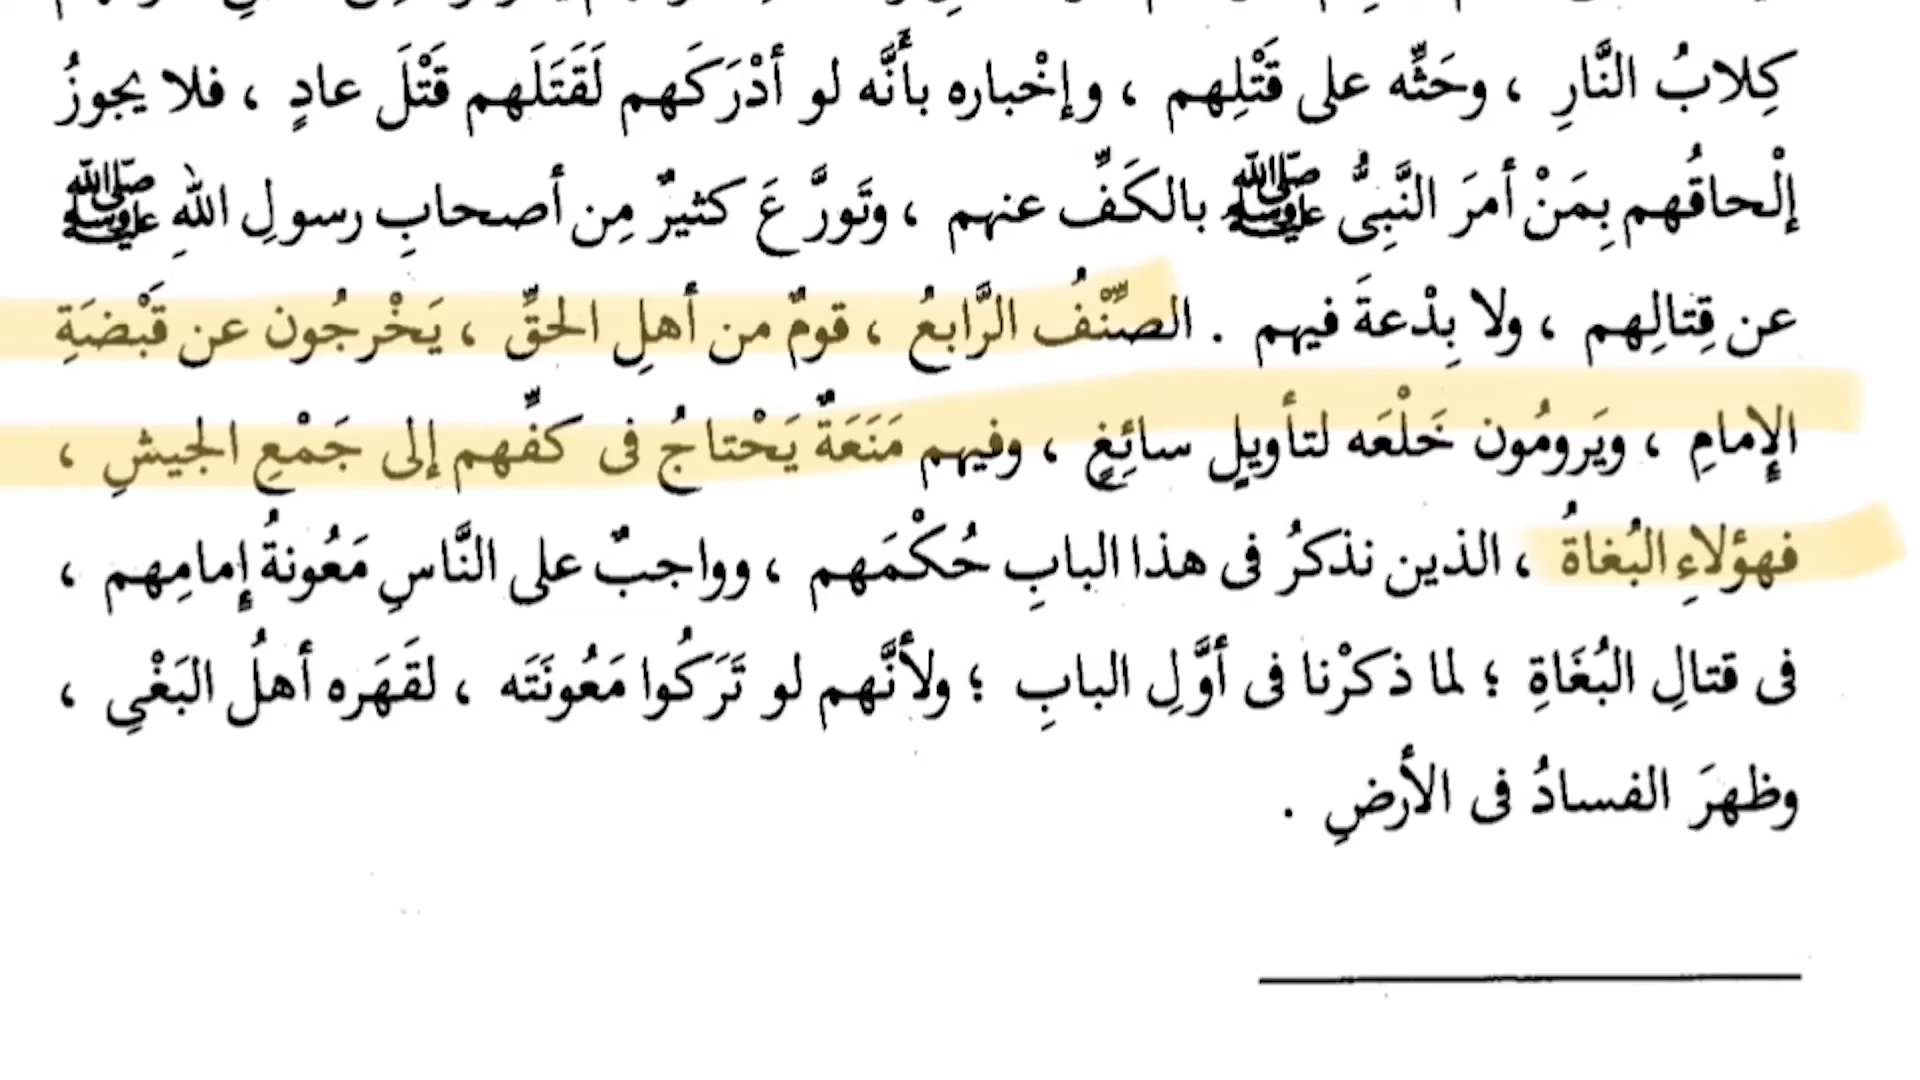 كِلابُ النَّارِ ، وحَثِّه على قَتْلِهم ، وإخْباره بأنَّه لو أدْرَكَهم لَقَتَلَهم قَتْلَ عادٍ ، فلا يجوزُ
إلْحاقُهم بِمَنْ أمرَ النَّبِىُّ ﷺ بالكَفِّ عنهم ، وتَورَّعَ كثيرٌ مِن أصحابِ رسولِ اللهِ ﷺ
عن قِتالِهم ، ولا بِدْعةَ فيهم . الصِّنْفُ الرَّابعُ ، قومٌ من أهلِ الحقِّ ، يَخْرجُون عن قَبْضَةِ
الإِمامِ ، ويَرومُون خَلْعَه لتأويلٍ سائِغٍ ، وفيهم مَنَعَةٌ يَحْتاجُ فى كفِّهم إلى جَمْعِ الجيشِ ،
فهؤلاءِ البُغاةُ ، الذين نذكرُ فى هذا البابِ حُكْمَهم ، وواجبٌ على النَّاسِ مَعُونةُ إمامِهم ،
فى قتالِ البُغَاةِ ؛ لما ذكرْنا فى أوَّلِ البابِ ؛ ولأنَّهم لو تَرَكُوا مَعُونَتَه ، لقَهَره أهلُ البَغْيِ ،
وظهرَ الفسادُ فى الأرضِ .